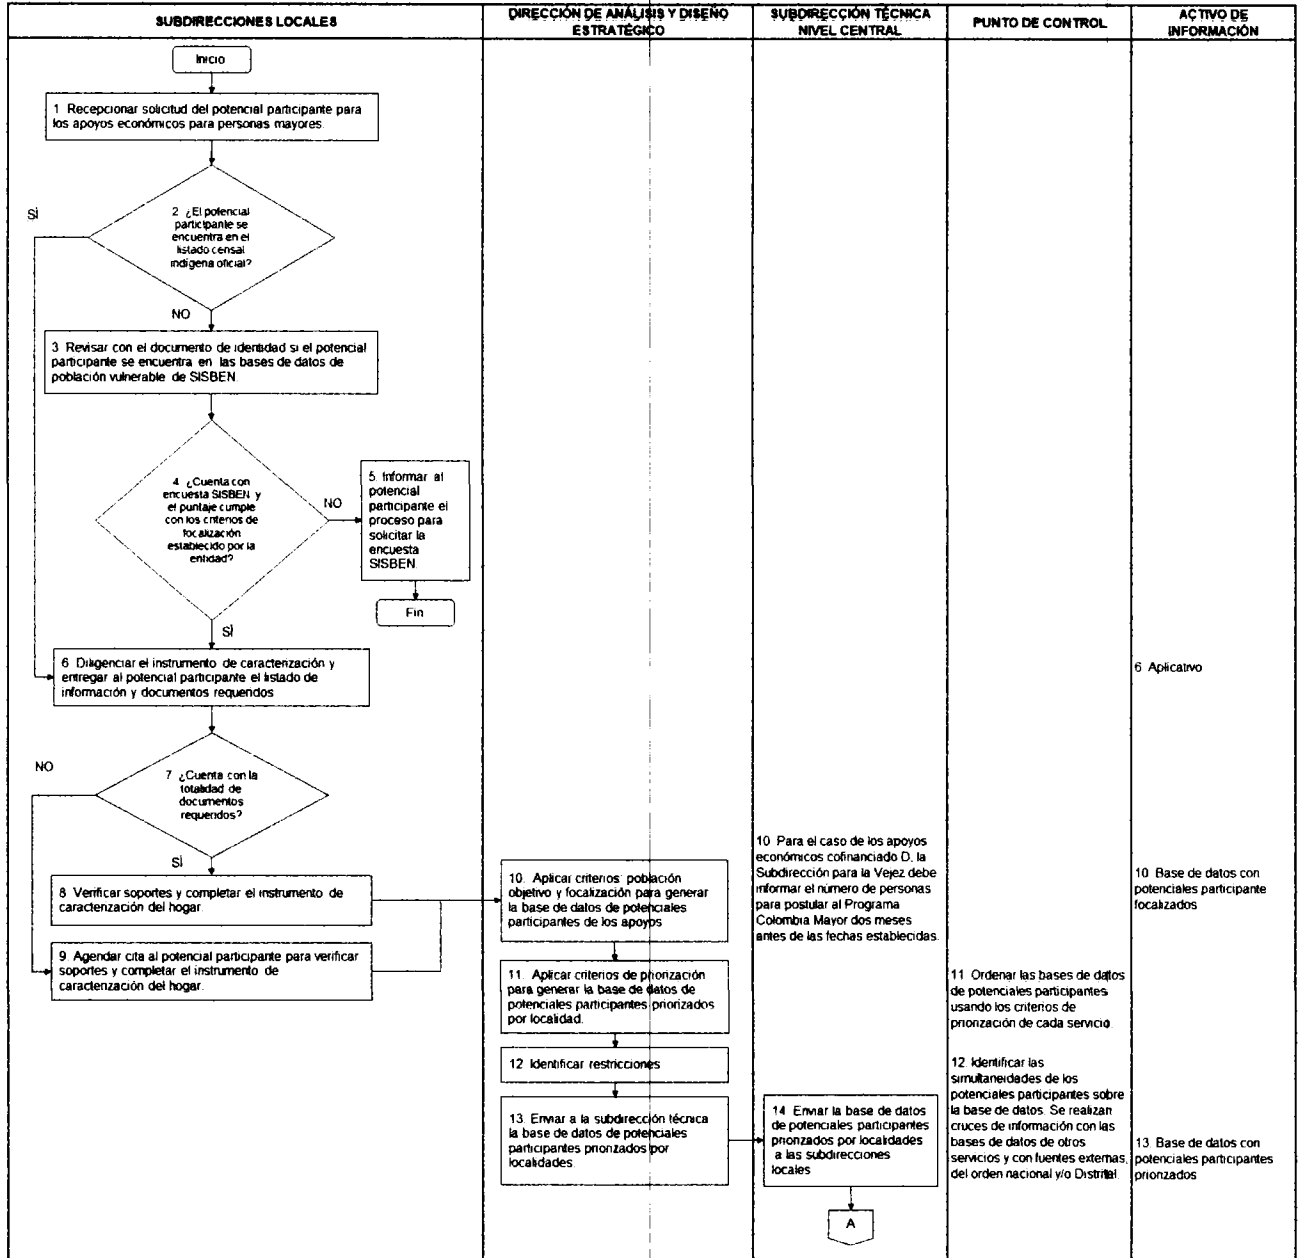 SUBDIRECCIONES LOCALES
DIRECCIÓN DE ANÁLISIS Y DISEÑO
ESTRATÉGICO
SUBDIRECCIÓN TÉCNICA
NIVEL CENTRAL
PUNTO DE CONTROL
ACTIVO DE
INFORMACIÓN
Inicio
1 Recepcionar solicitud del potencial participante para
los apoyos económicos para personas mayores.
2 ¿El potencial
participante se
encuentra en el
listado censal
indígena oficial?
SÌ
NO
3 Revisar con el documento de identidad si el potencial
participante se encuentra en las bases de datos de
población vulnerable de SISBEN.
4 ¿Cuenta con
encuesta SISBEN y
el puntaje cumple
con los criterios de
focalización
establecido por la
entidad?
NO
SÌ
5. Informar al
potencial
participante el
proceso para
solicitar la
encuesta
SISBEN.
Fin
6 Diligenciar el instrumento de caracterización y
entregar al potencial participante el listado de
información y documentos requeridos
6 Aplicativo
7 ¿Cuenta con la
totalidad de
documentos
requeridos?
NO
SÌ
8 Verificar soportes y completar el instrumento de
caracterización del hogar.
9 Agendar cita al potencial participante para verificar
soportes y completar el instrumento de
caracterización del hogar.
10. Aplicar criterios: población
objetivo y focalización para generar
la base de datos de potenciales
participantes de los apoyos
10 Para el caso de los apoyos
económicos cofinanciado D, la
Subdirección para la Vejez debe
informar el número de personas
para postular al Programa
Colombia Mayor dos meses
antes de las fechas establecidas.
10 Base de datos con
potenciales participante
focalizados
11. Aplicar criterios de priorización
para generar la base de datos de
potenciales participantes priorizados
por localidad.
11 Ordenar las bases de datos
de potenciales participantes
usando los criterios de
priorización de cada servicio.
12 Identificar restricciones
12. Identificar las
simultaneidades de los
potenciales participantes sobre
la base de datos. Se realizan
cruces de información con las
bases de datos de otros
servicios y con fuentes externas,
del orden nacional y/o Distrital.
13. Enviar a la subdirección técnica
la base de datos de potenciales
participantes priorizados por
localidades.
14 Enviar la base de datos
de potenciales participantes
priorizados por localidades
a las subdirecciones
locales
13 Base de datos con
potenciales participantes
priorizados
A